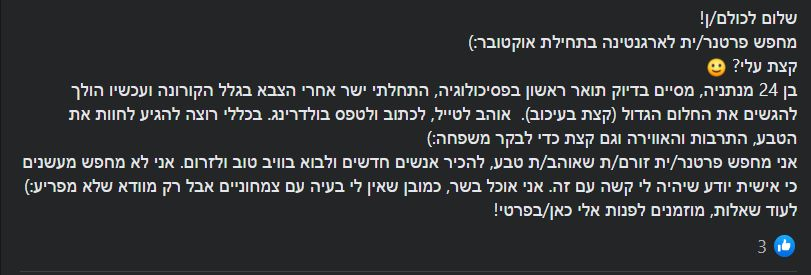 שלום לכולם/ן!
מחפש פרטנר/ית לארגנטינה בתחילת אוקטובר:)
קצת עליי? 🙂
בן 24 מנתניה, מסיים בדיוק תואר ראשון בפסיכולוגיה, התחלתי ישר אחרי הצבא בגלל הקורונה ועכשיו הולך
להגשים את החלום הגדול (קצת בעיכוב).  אוהב לטייל, לכתוב ולטפס בולדרינג. בכללי רוצה להגיע לחוות את
הטבע, התרבות והאווירה וגם קצת כדי לבקר משפחה:)
אני מחפש פרטנר/ית זורם/ת שאוהב/ת טבע, להכיר אנשים חדשים ולבוא בוויב טוב ולזרום. אני לא מחפש מעשנים
כי אישית יודע שיהיה לי קשה עם זה. אני אוכל בשר, כמובן שאין לי בעיה עם צמחוניים אבל רק מוודא שלא מפריע:)
לעוד שאלות, מוזמנים לפנות אלי כאן/בפרטי!
3